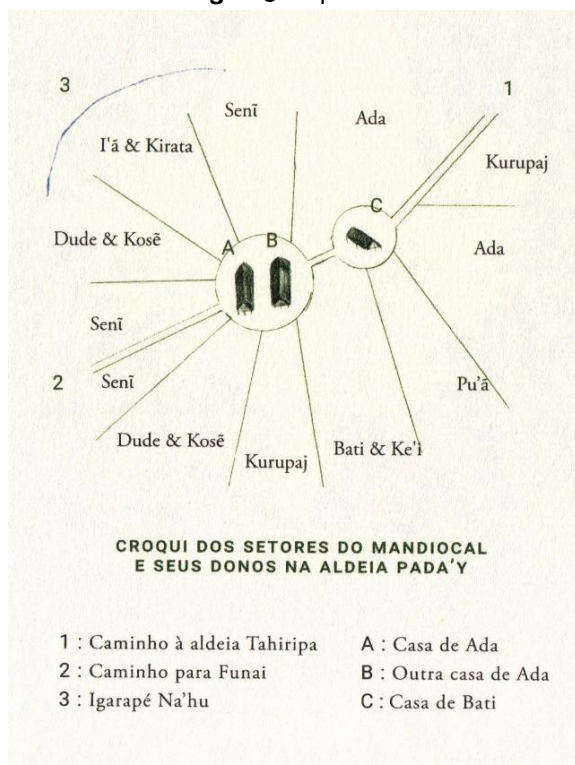 3
1
Senĩ
Ada
I'ã & Kirata
Kurupaj
C
Dude & Kosẽ
A
B
Ada
Senĩ
2
Senĩ
Pu'ã
Dude & Kosẽ
Kurupaj
Bati & Ke'ì
CROQUI DOS SETORES DO MANDIOCAL
E SEUS DONOS NA ALDEIA PADA'Y
1 : Caminho à aldeia Tahiripa
2 : Caminho para Funai
3 : Igarapé Na'hu
A : Casa de Ada
B : Outra casa de Ada
C : Casa de Bati